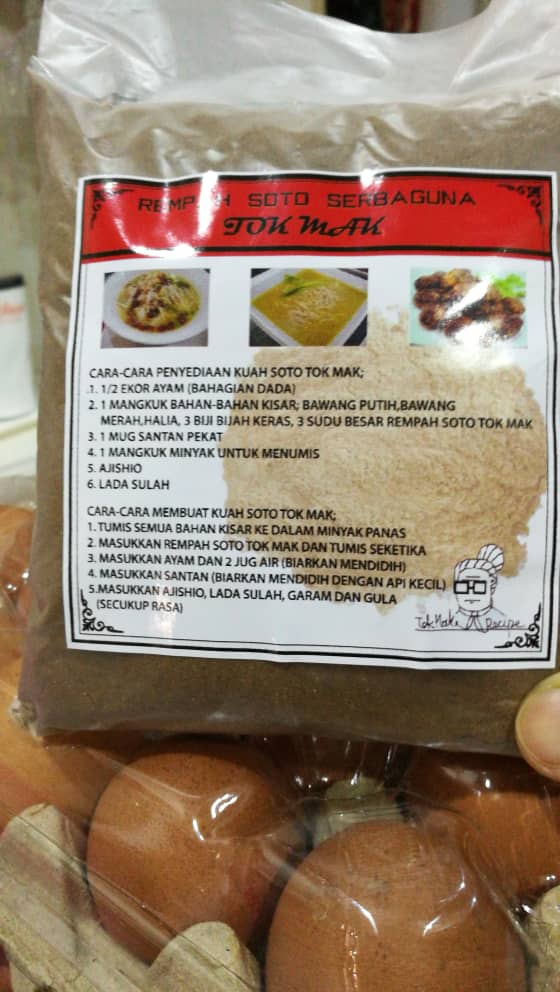 REMPAH SOTO SERBAGUNA
TOK MAK
CARA-CARA PENYEDIAAN KUAH SOTO TOK MAK;
1. 1/2 EKOR AYAM (BAHAGIAN DADA)
2. 1 MANGKUK BAHAN-BAHAN KISAR; BAWANG PUTIH,BAWANG
MERAH,HALIA, 3 BIJI BIJAH KERAS, 3 SUDU BESAR REMPAH SOTO TOK MAK
3. 1 MUG SANTAN PEKAT
4. 1 MANGKUK MINYAK UNTUK MENUMIS
5. AJISHIO
6. LADA SULAH
CARA-CARA MEMBUAT KUAH SOTO TOK MAK;
1. TUMIS SEMUA BAHAN KISAR KE DALAM MINYAK PANAS
2. MASUKKAN REMPAH SOTO TOK MAK DAN TUMIS SEKETIKA
3. MASUKKAN AYAM DAN 2 JUG AIR (BIARKAN MENDIDIH)
4. MASUKKAN SANTAN (BIARKAN MENDIDIH DENGAN API KECIL)
5.MASUKKAN AJISHIO, LADA SULAH, GARAM DAN GULA
(SECUKUP RASA)
Tok Mak Recipe